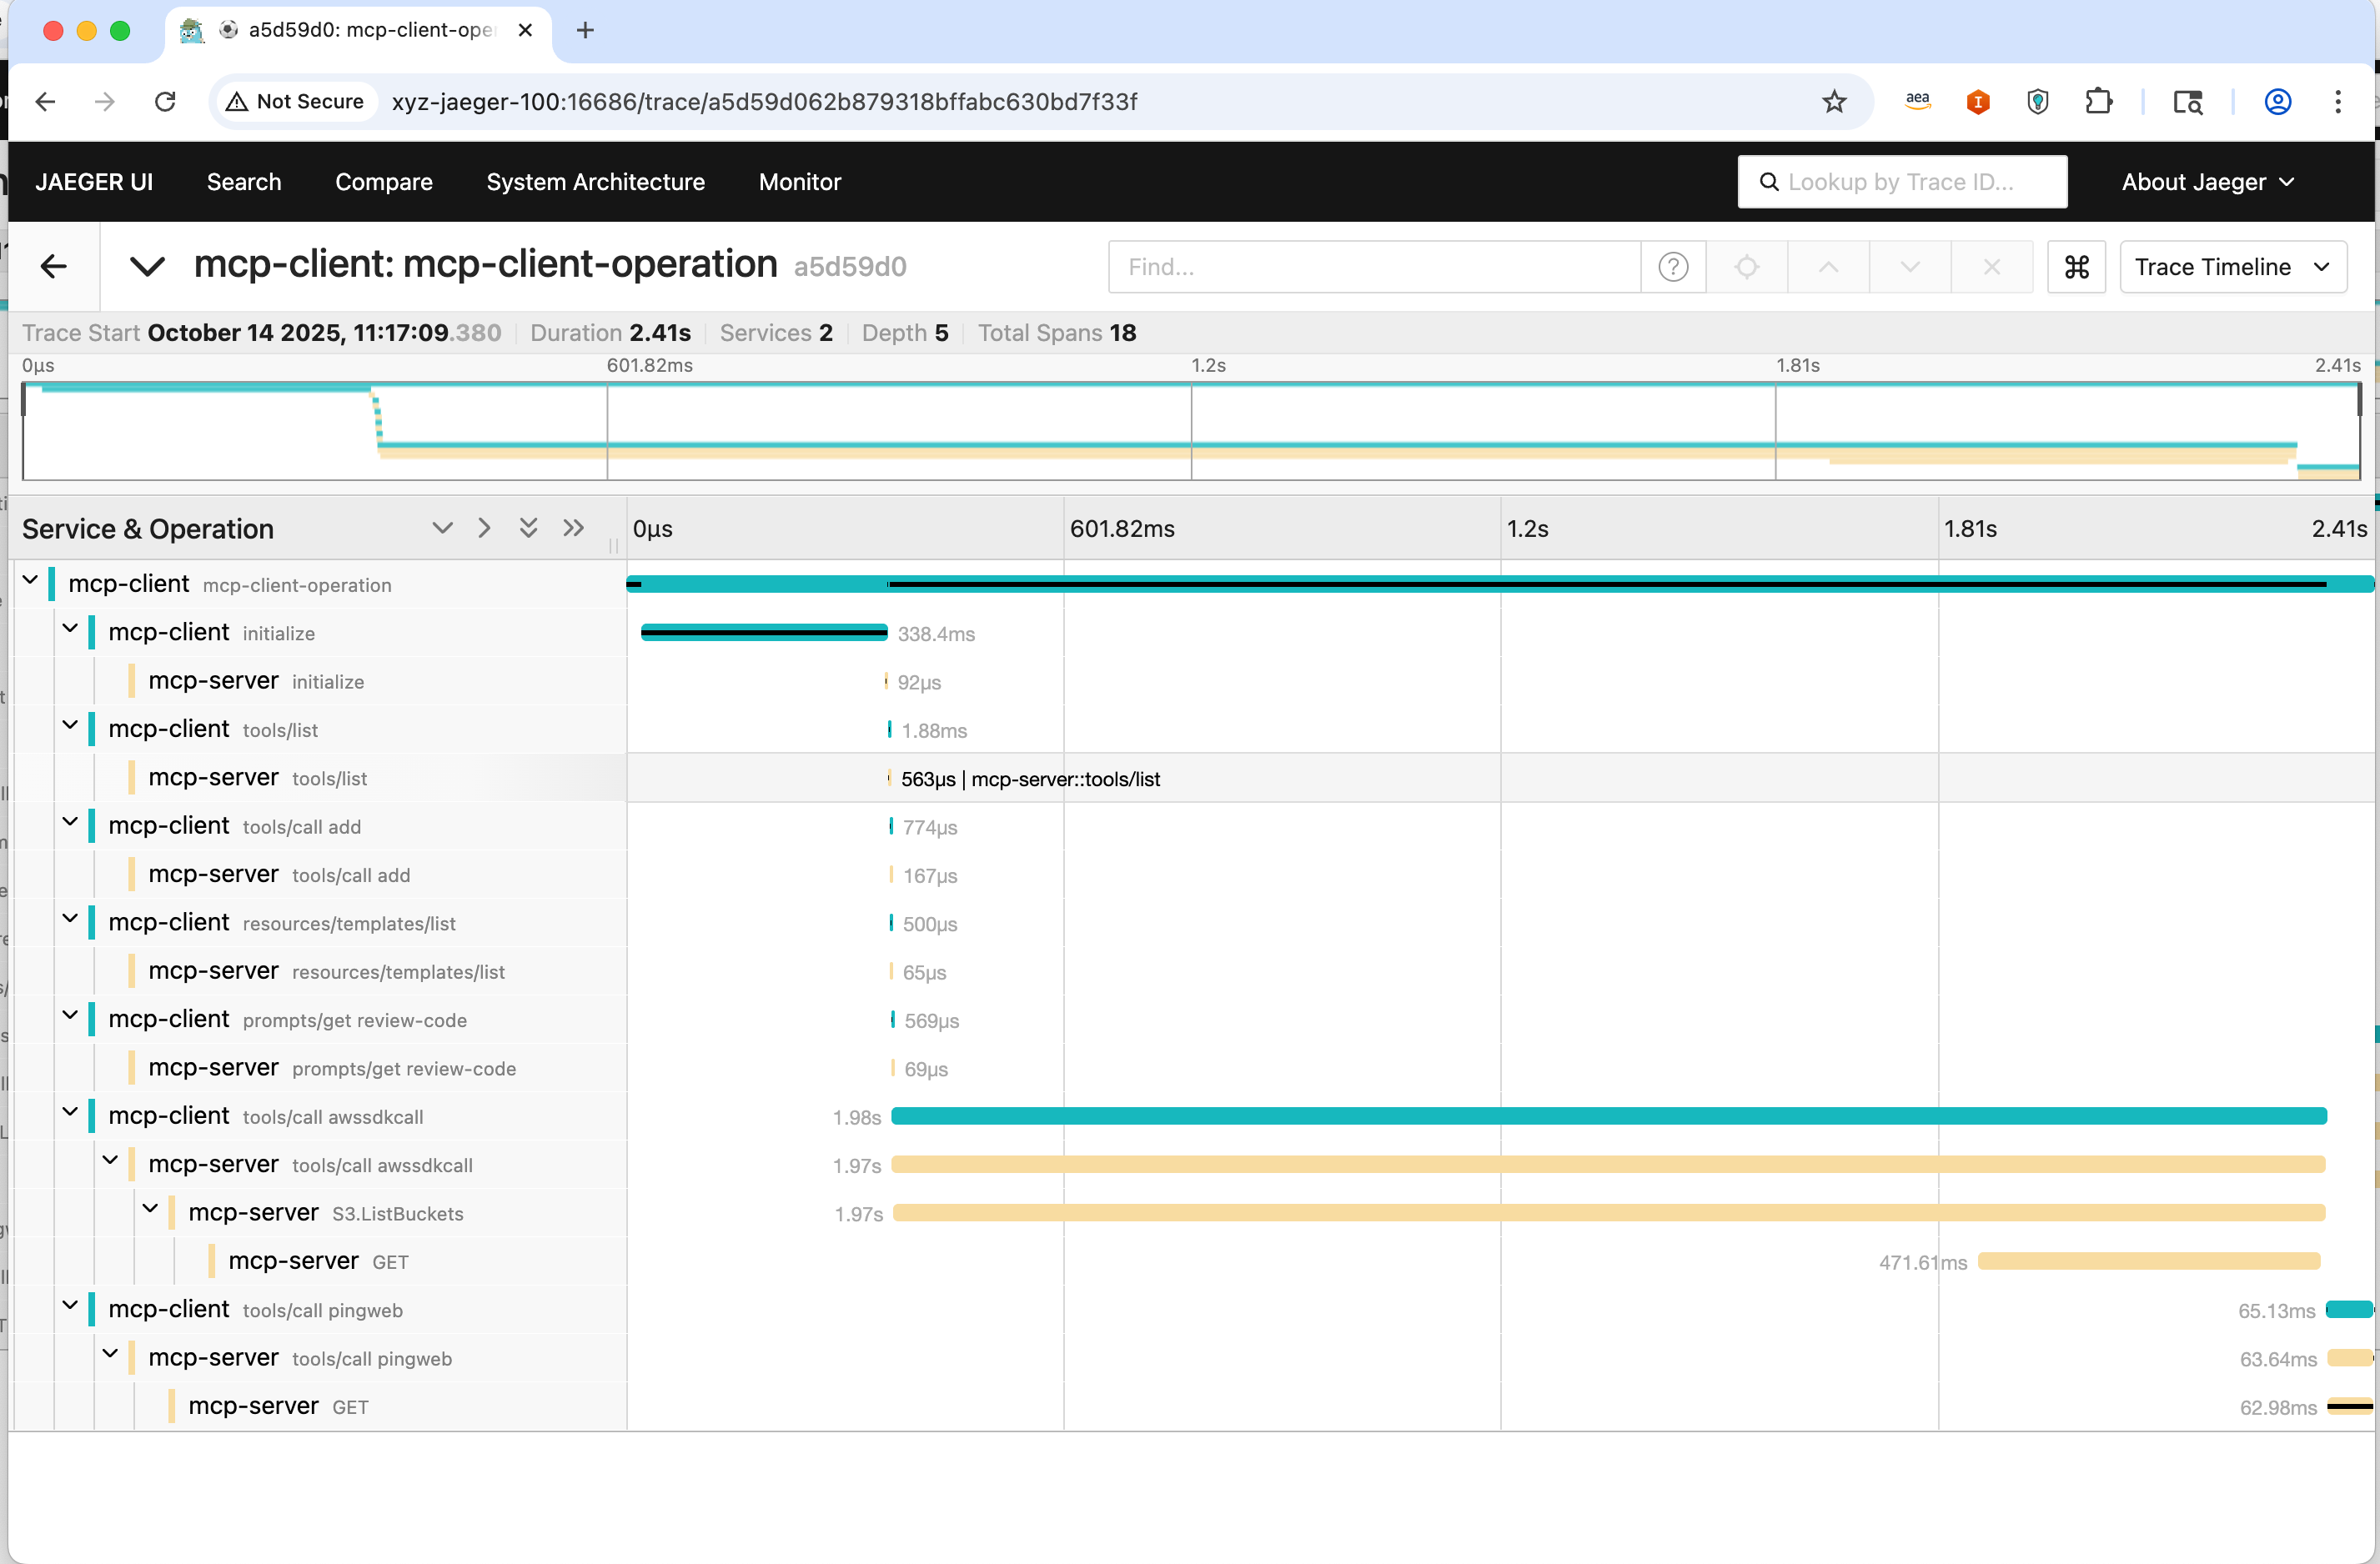 a5d59d0: mcp-client-ope
Not Secure xyz-jaeger-100:16686/trace/a5d59d062b879318bffabc630bd7f33f
aea
JAEGER UI Search Compare System Architecture Monitor Lookup by Trace ID... About Jaeger
mcp-client: mcp-client-operation a5d59d0 Find... Trace Timeline
Trace Start October 14 2025, 11:17:09.380 Duration 2.41s Services 2 Depth 5 Total Spans 18
0μs 601.82ms 1.2s 1.81s 2.41s
Service & Operation 0μs 601.82ms 1.2s 1.81s 2.41s
mcp-client mcp-client-operation
mcp-client initialize 338.4ms
mcp-server initialize 92μs
mcp-client tools/list 1.88ms
mcp-server tools/list 563μs | mcp-server::tools/list
mcp-client tools/call add 774μs
mcp-server tools/call add 167μs
mcp-client resources/templates/list 500μs
mcp-server resources/templates/list 65μs
mcp-client prompts/get review-code 569μs
mcp-server prompts/get review-code 69μs
mcp-client tools/call awssdkcall 1.98s
mcp-server tools/call awssdkcall 1.97s
mcp-server S3.ListBuckets 1.97s
mcp-server GET 471.61ms
mcp-client tools/call pingweb 65.13ms
mcp-server tools/call pingweb 63.64ms
mcp-server GET 62.98ms